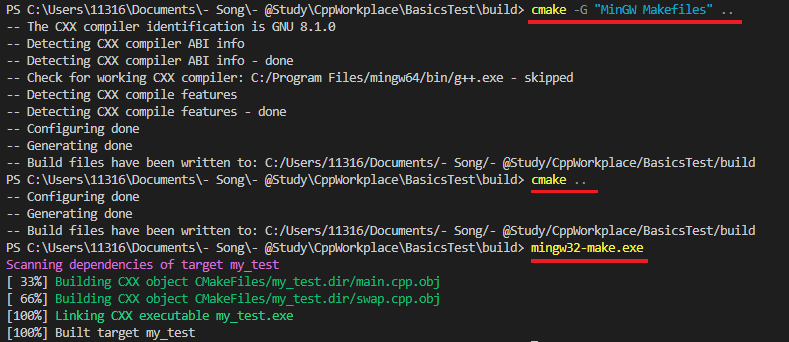 PS C:\Users\11316\Documents\- Song\- @Study\CppWorkplace\BasicsTest\build> cmake -G "MinGW Makefiles" ..
-- The CXX compiler identification is GNU 8.1.0
-- Detecting CXX compiler ABI info
-- Detecting CXX compiler ABI info - done
-- Check for working CXX compiler: C:/Program Files/mingw64/bin/g++.exe - skipped
-- Detecting CXX compile features
-- Detecting CXX compile features - done
-- Configuring done
-- Generating done
-- Build files have been written to: C:/Users/11316/Documents/- Song/- @Study/CppWorkplace/BasicsTest/build
PS C:\Users\11316\Documents\- Song\- @Study\CppWorkplace\BasicsTest\build> cmake ..
-- Configuring done
-- Generating done
-- Build files have been written to: C:/Users/11316/Documents/- Song/- @Study/CppWorkplace/BasicsTest/build
PS C:\Users\11316\Documents\- Song\- @Study\CppWorkplace\BasicsTest\build> mingw32-make.exe
Scanning dependencies of target my_test
[ 33%] Building CXX object CMakeFiles/my_test.dir/main.cpp.obj
[ 66%] Building CXX object CMakeFiles/my_test.dir/swap.cpp.obj
[100%] Linking CXX executable my_test.exe
[100%] Built target my_test